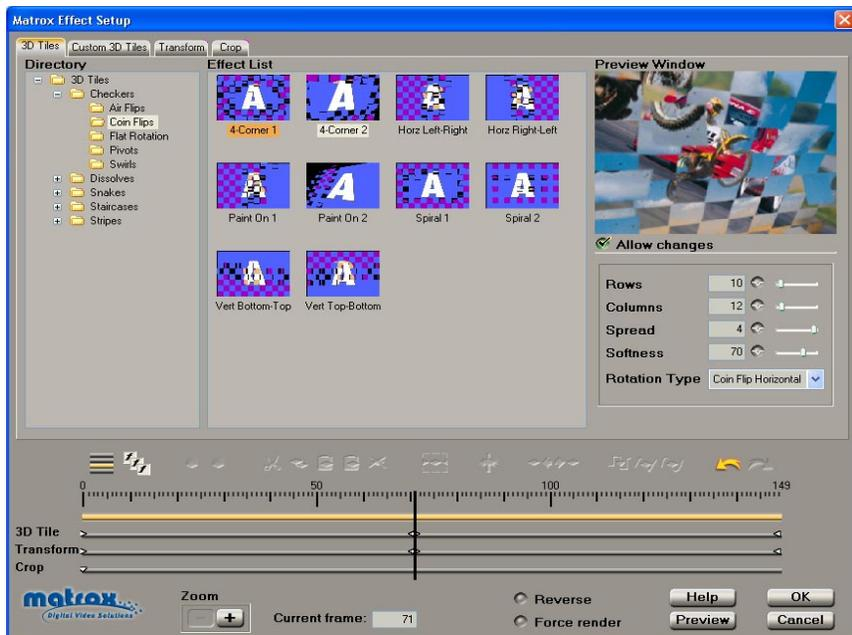 Matrox Effect Setup
3D Tiles
Custom 3D Tiles
Transform
Crop
Directory
3D Tiles
Checkers
Air Flips
Coin Flips
Flat Rotation
Pivots
Swirls
Dissolves
Snakes
Staircases
Stripes
Effect List
4-Corner 1
4-Corner 2
Horz Left-Right
Horz Right-Left
Paint On 1
Paint On 2
Spiral 1
Spiral 2
Vert Bottom-Top
Vert Top-Bottom
Preview Window
Allow changes
Rows 10
Columns 12
Spread 4
Softness 70
Rotation Type Coin Flip Horizontal
0 50 100 149
3D Tile
Transform
Crop
matrox
Digital Video Solutions
Zoom
Current frame: 71
Reverse
Force render
Help
OK
Preview
Cancel